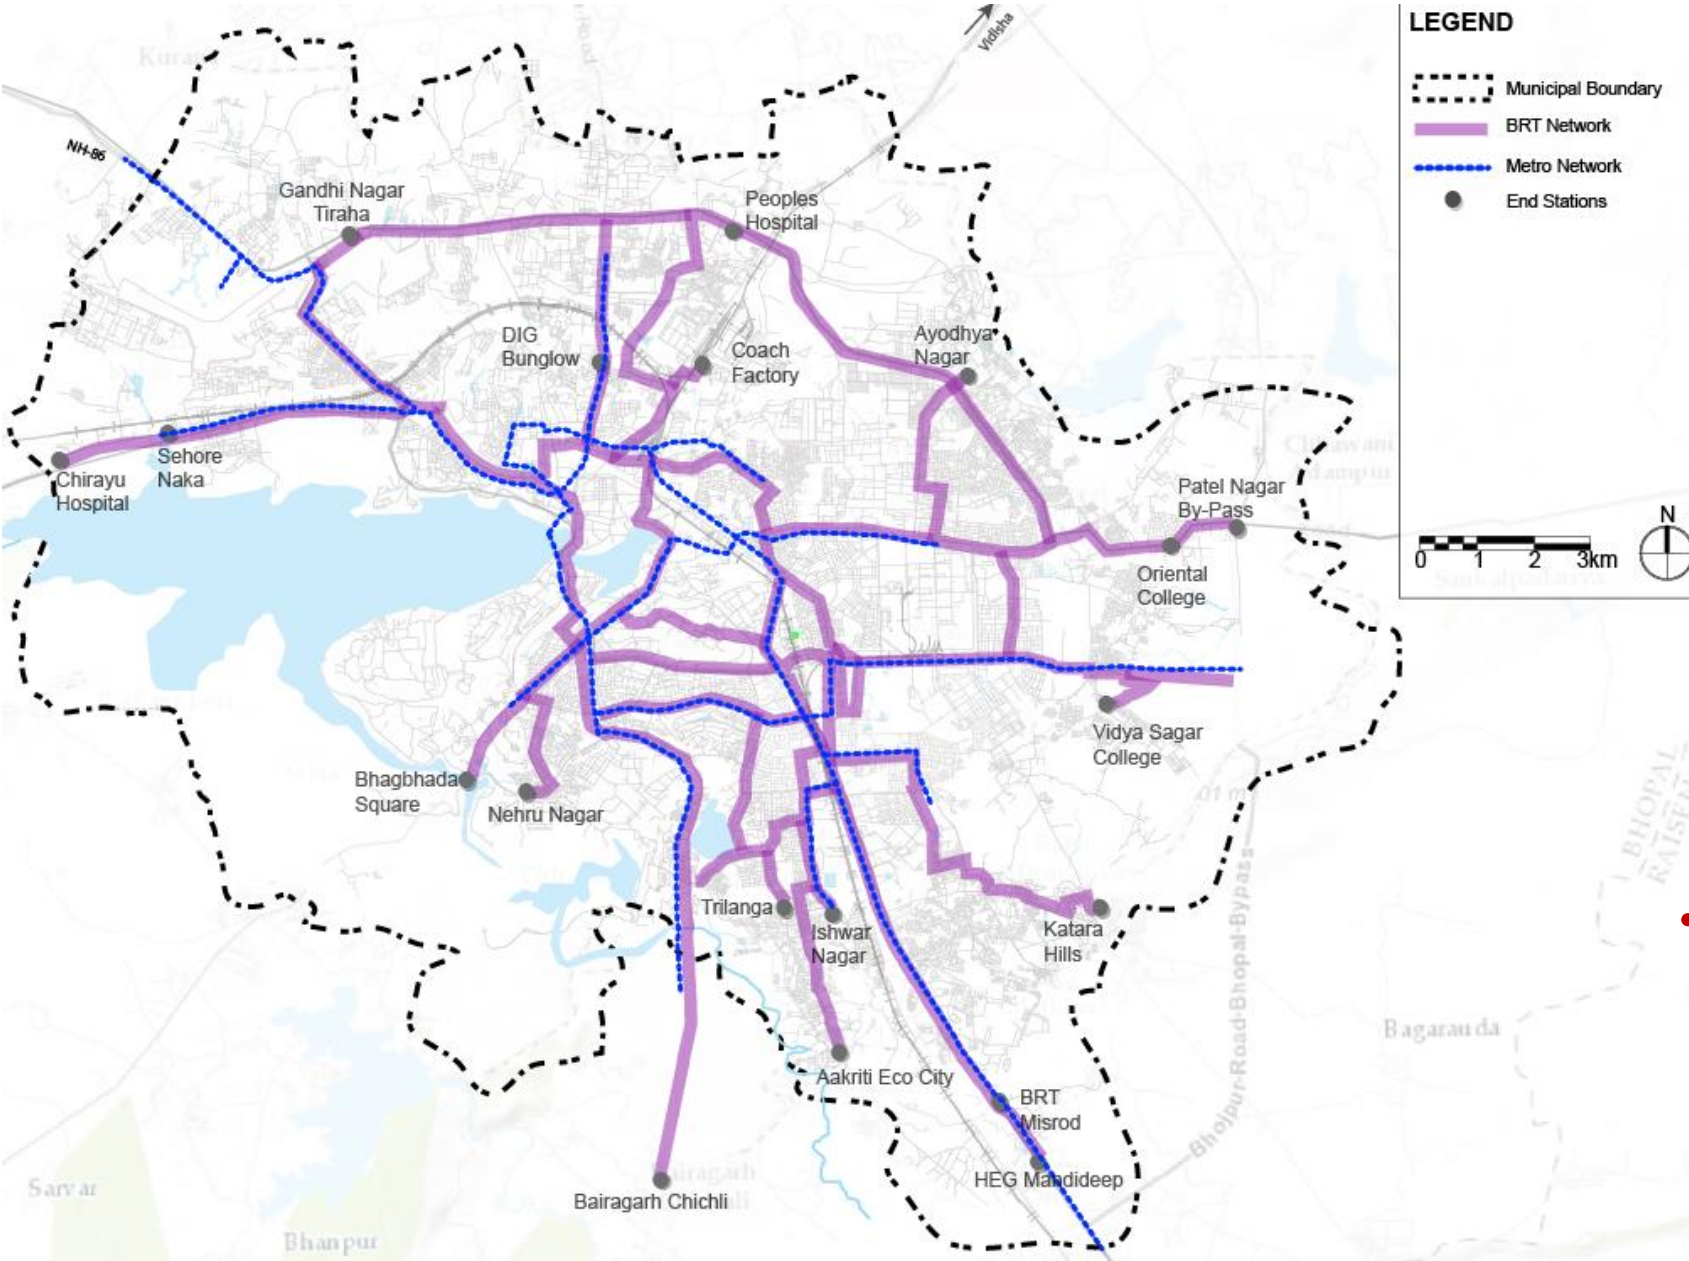 LEGEND
Municipal Boundary
BRT Network
Metro Network
End Stations
N
0 1 2 3km
Vidisha
NH-86
Gandhi Nagar
Tiraha
Peoples
Hospital
DIG
Bunglow
Coach
Factory
Ayodhya
Nagar
Sehore
Naka
Chirayu
Hospital
Patel Nagar
By-Pass
Oriental
College
Vidya Sagar
College
Bhagbhada
Square
Nehru Nagar
Trilanga
Ishwar
Nagar
Katara
Hills
Aakriti Eco City
BRT
Misrod
HEG Mandideep
Bairagarh Chichli
Bhojpur-Road-Bhopal-Bypass
BHOPAL
Bagarauda
Sarvar
Bhanpur